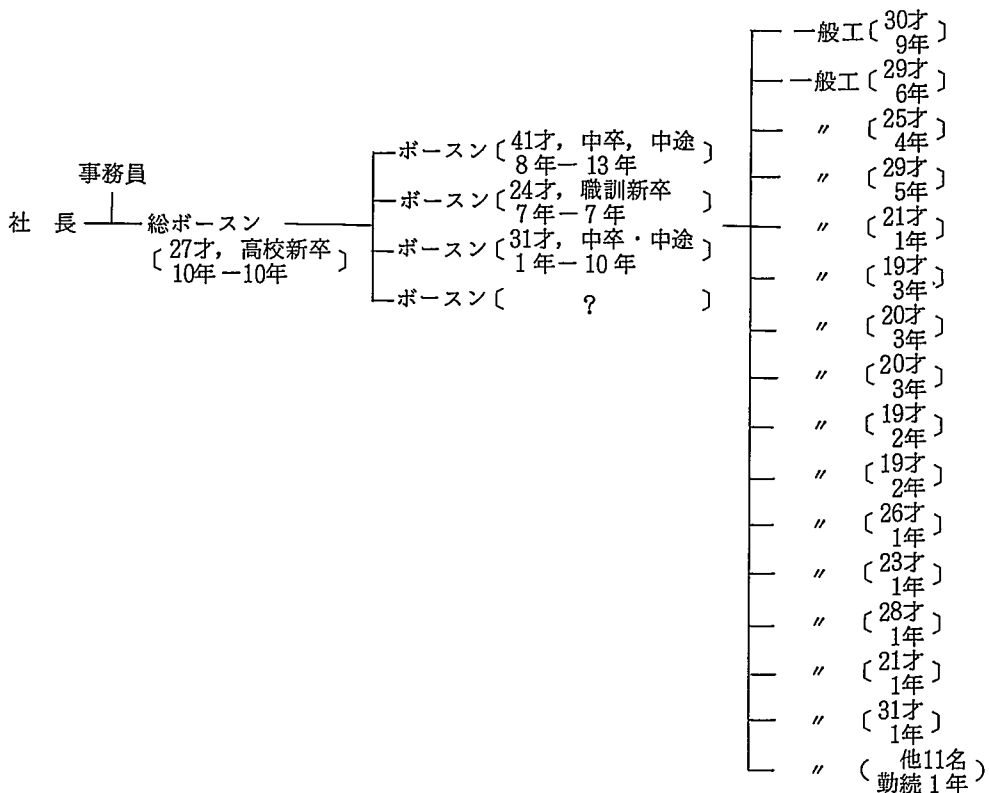 事務員
社　長
総ボースン
〔27才，高校新卒
10年－10年〕
ボースン〔41才，中卒，中途
8年－13年〕
ボースン〔24才，職訓新卒
7年－7年〕
ボースン〔31才，中卒・中途
1年－10年〕
ボースン〔　？　〕
一般工〔30才
9年〕
一般工〔29才
6年〕
〃〔25才
4年〕
〃〔29才
5年〕
〃〔21才
1年〕
〃〔19才
3年〕
〃〔20才
3年〕
〃〔20才
3年〕
〃〔19才
2年〕
〃〔19才
2年〕
〃〔26才
1年〕
〃〔23才
1年〕
〃〔28才
1年〕
〃〔21才
1年〕
〃〔31才
1年〕
〃（他11名
勤続1年）